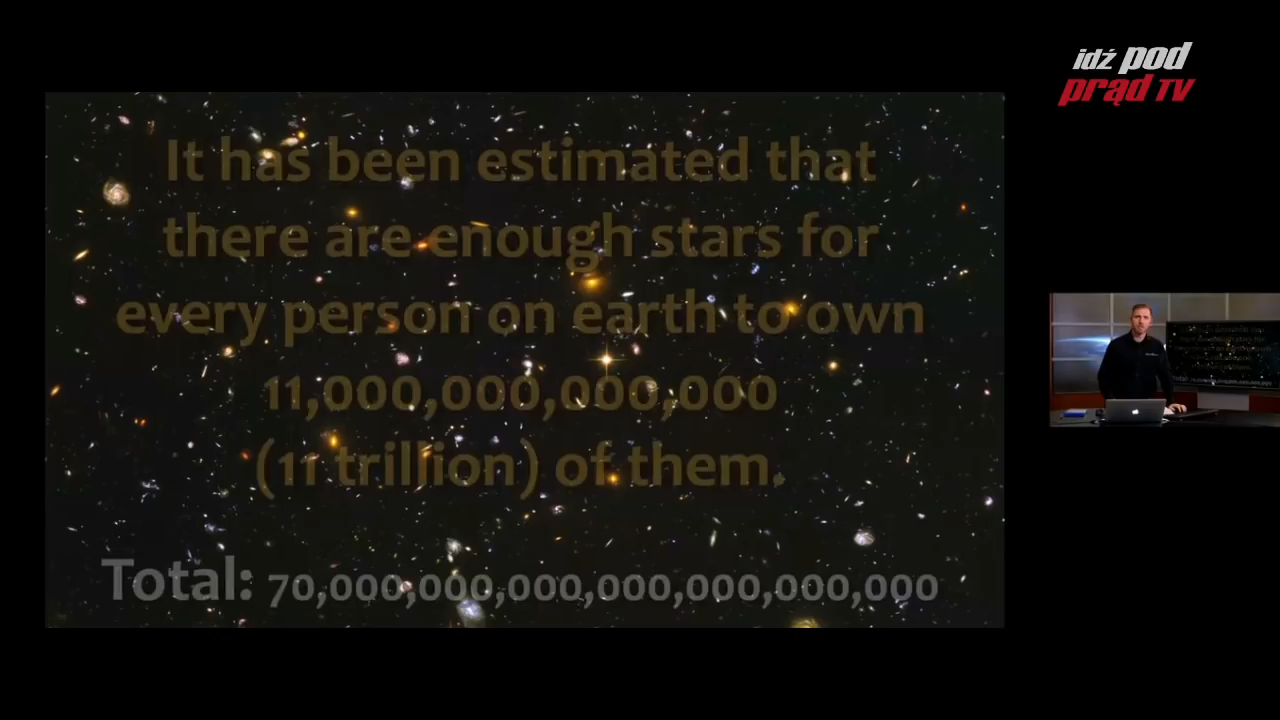 idź pod
prąd TV
It has been estimated that
there are enough stars for
every person on earth to own
11,000,000,000,000
(11 trillion) of them.
Total: 70,000,000,000,000,000,000,000